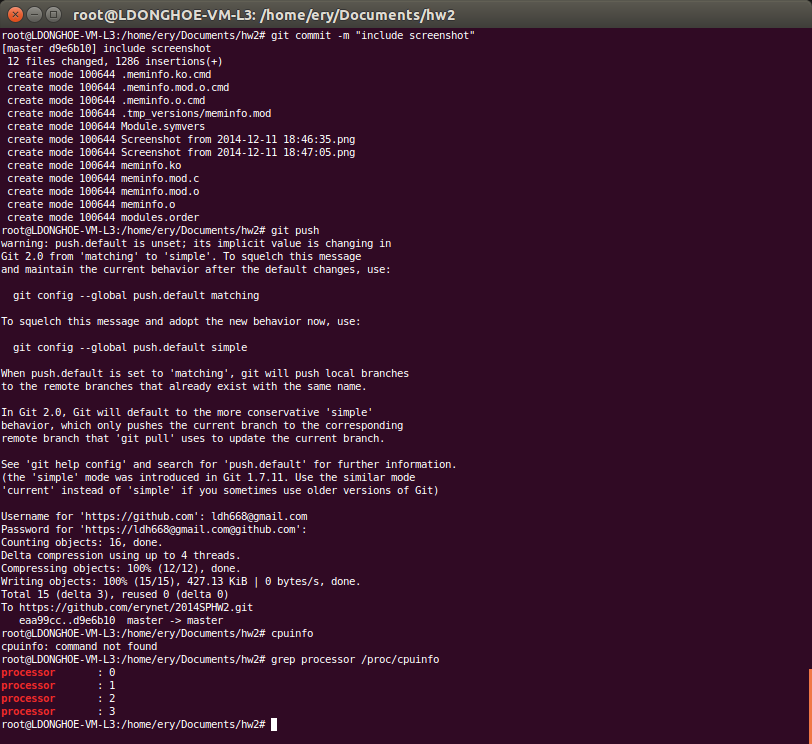 root@LDONGHOE-VM-L3: /home/ery/Documents/hw2
root@LDONGHOE-VM-L3:/home/ery/Documents/hw2# git commit -m "include screenshot"
[master d9e6b10] include screenshot
 12 files changed, 1286 insertions(+)
 create mode 100644 .meminfo.ko.cmd
 create mode 100644 .meminfo.mod.o.cmd
 create mode 100644 .meminfo.o.cmd
 create mode 100644 .tmp_versions/meminfo.mod
 create mode 100644 Module.symvers
 create mode 100644 Screenshot from 2014-12-11 18:46:35.png
 create mode 100644 Screenshot from 2014-12-11 18:47:05.png
 create mode 100644 meminfo.ko
 create mode 100644 meminfo.mod.c
 create mode 100644 meminfo.mod.o
 create mode 100644 meminfo.o
 create mode 100644 modules.order
root@LDONGHOE-VM-L3:/home/ery/Documents/hw2# git push
warning: push.default is unset; its implicit value is changing in
Git 2.0 from 'matching' to 'simple'. To squelch this message
and maintain the current behavior after the default changes, use:

  git config --global push.default matching

To squelch this message and adopt the new behavior now, use:

  git config --global push.default simple

When push.default is set to 'matching', git will push local branches
to the remote branches that already exist with the same name.

In Git 2.0, Git will default to the more conservative 'simple'
behavior, which only pushes the current branch to the corresponding
remote branch that 'git pull' uses to update the current branch.

See 'git help config' and search for 'push.default' for further information.
(the 'simple' mode was introduced in Git 1.7.11. Use the similar mode
'current' instead of 'simple' if you sometimes use older versions of Git)

Username for 'https://github.com': ldh668@gmail.com
Password for 'https://ldh668@gmail.com@github.com':
Counting objects: 16, done.
Delta compression using up to 4 threads.
Compressing objects: 100% (12/12), done.
Writing objects: 100% (15/15), 427.13 KiB | 0 bytes/s, done.
Total 15 (delta 3), reused 0 (delta 0)
To https://github.com/erynet/2014SPHW2.git
   eaa99cc..d9e6b10  master -> master
root@LDONGHOE-VM-L3:/home/ery/Documents/hw2# cpuinfo
cpuinfo: command not found
root@LDONGHOE-VM-L3:/home/ery/Documents/hw2# grep processor /proc/cpuinfo
processor       : 0
processor       : 1
processor       : 2
processor       : 3
root@LDONGHOE-VM-L3:/home/ery/Documents/hw2#